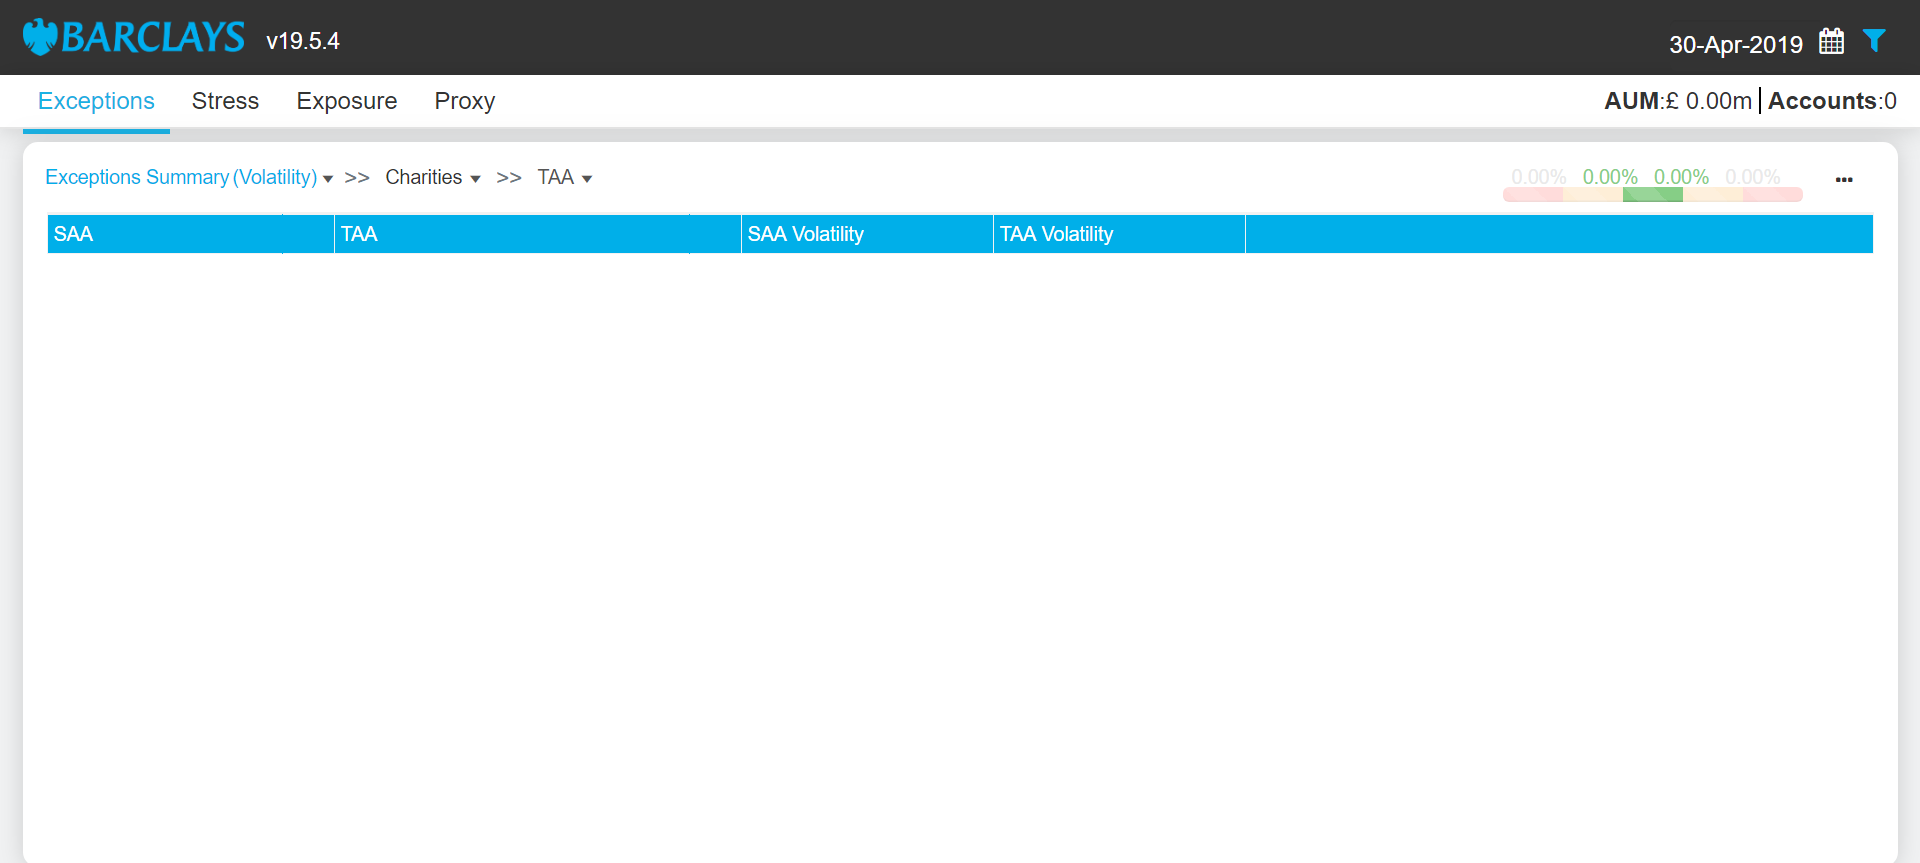 BARCLAYS v19.5.4 30-Apr-2019
Exceptions Stress Exposure Proxy AUM:£ 0.00m Accounts:0
Exceptions Summary (Volatility) >> Charities >> TAA 0.00% 0.00% 0.00% 0.00% ...
SAA TAA SAA Volatility TAA Volatility